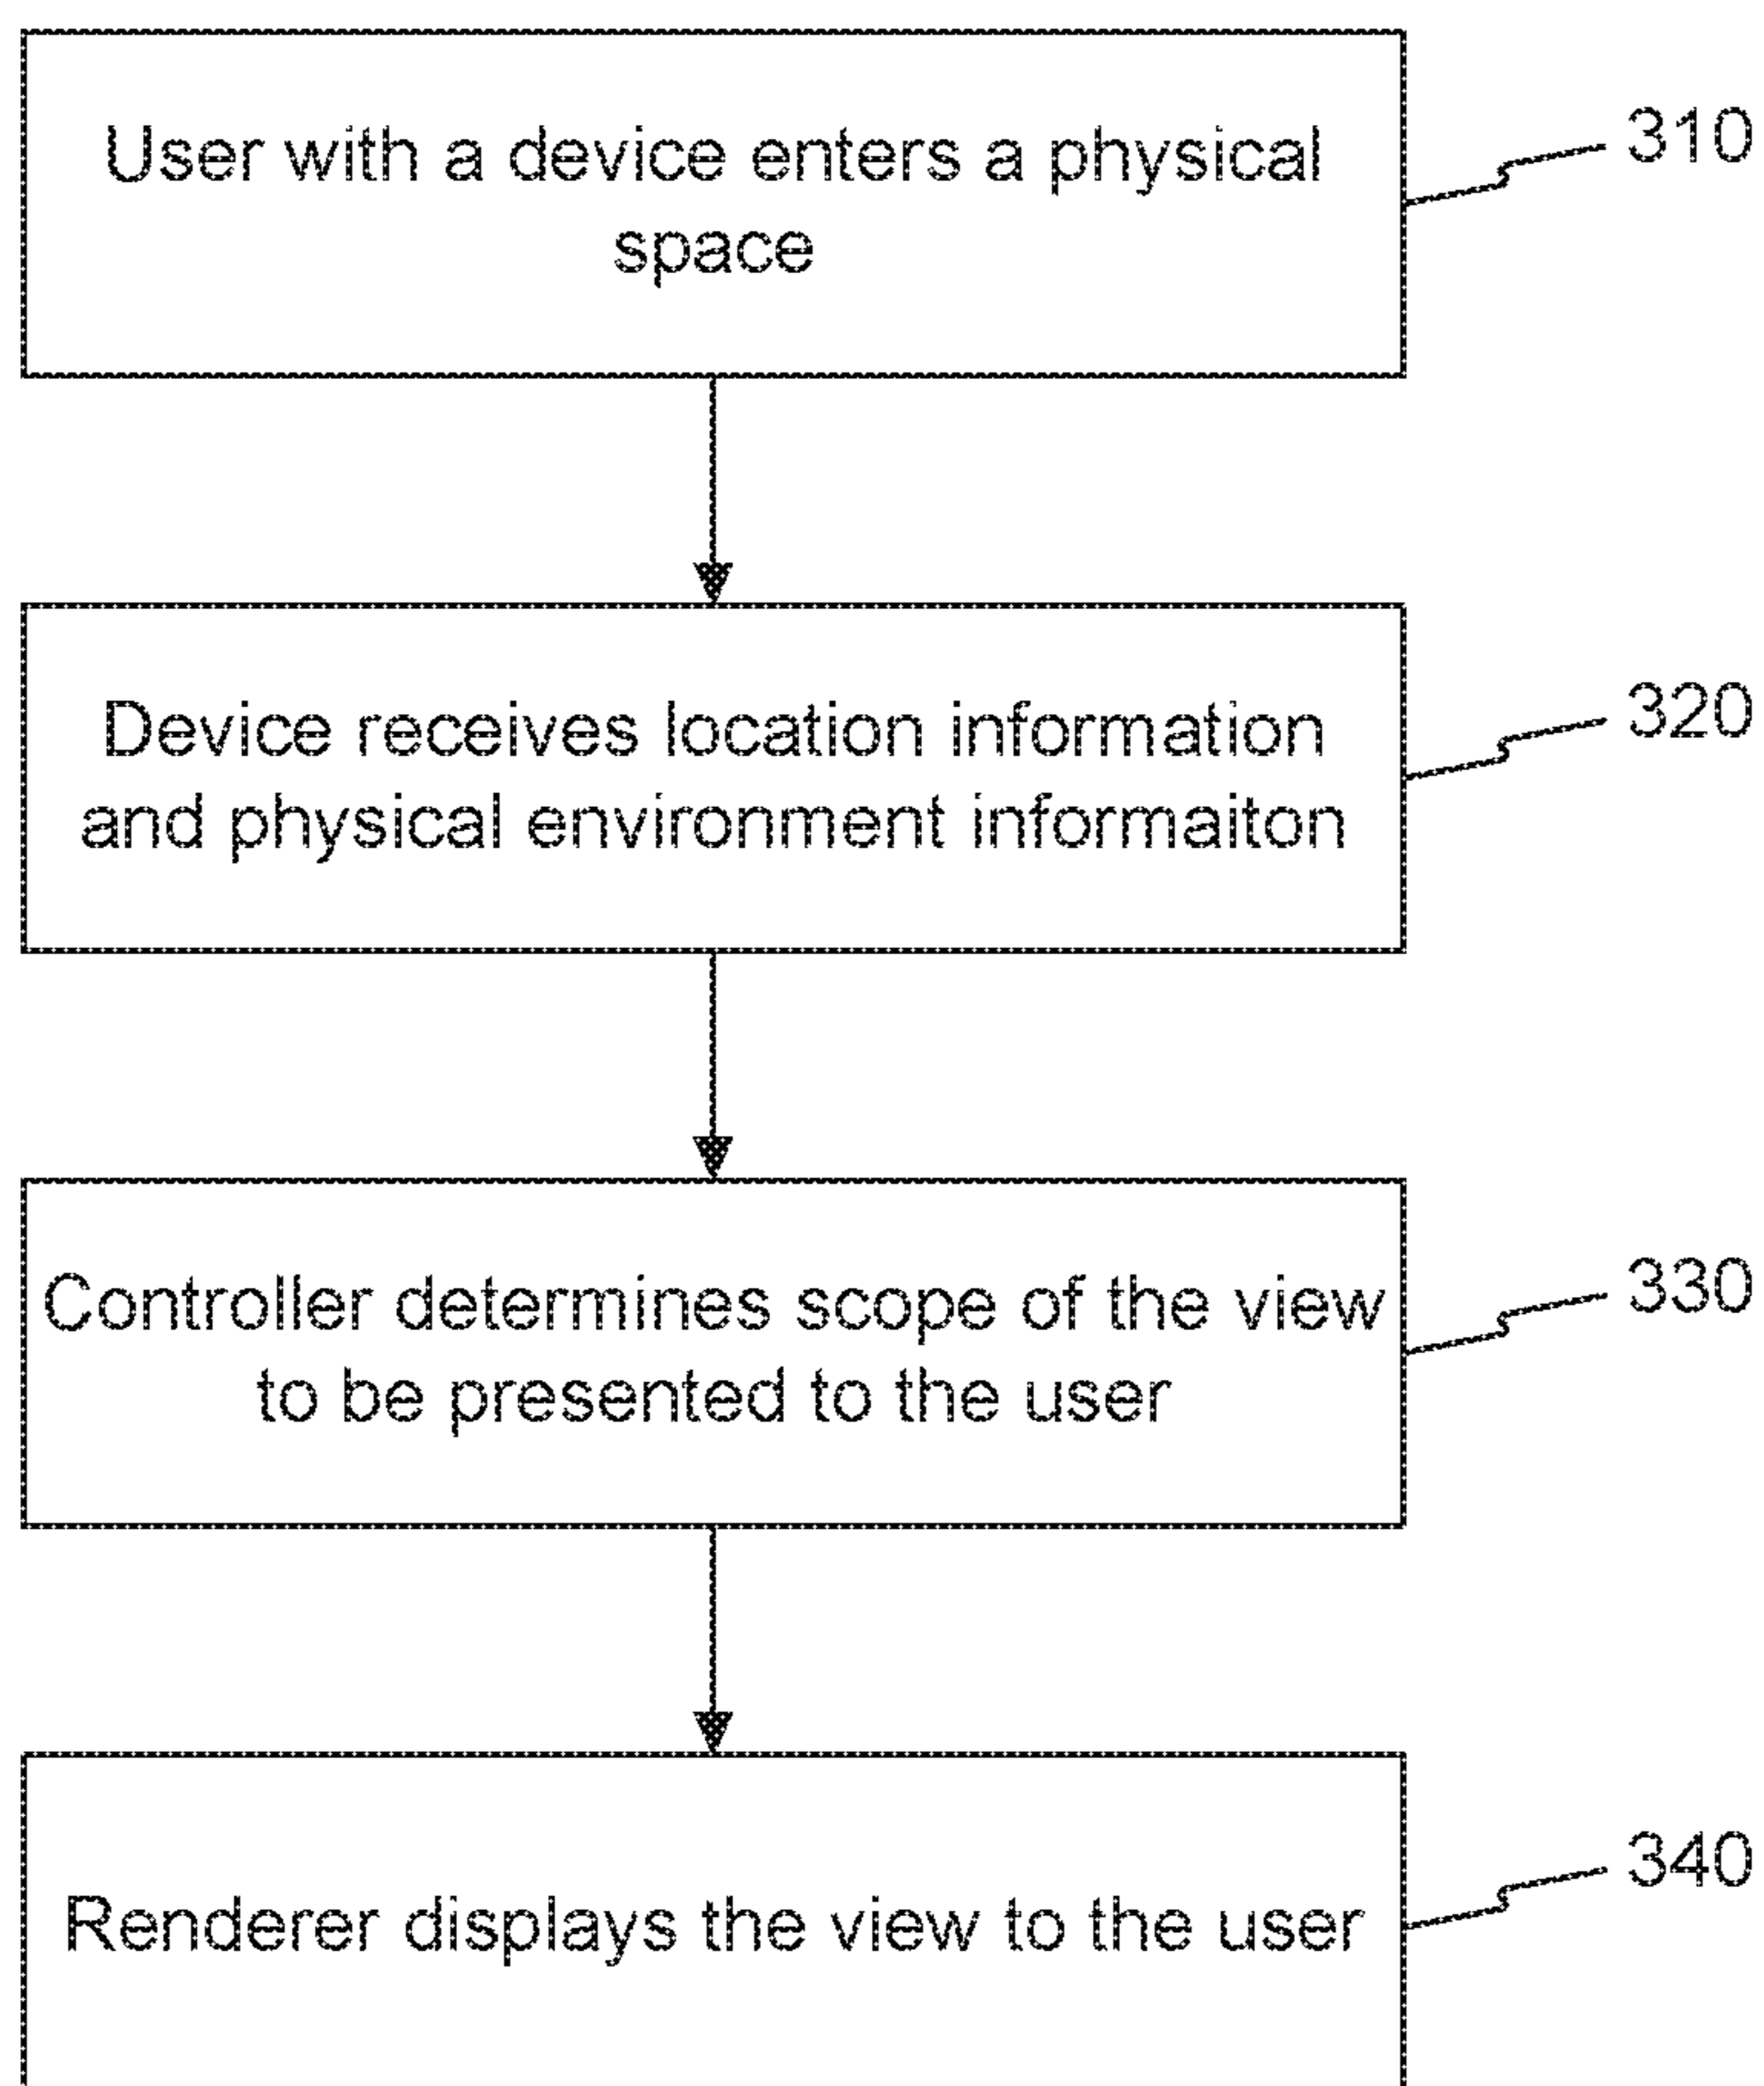 User with a device enters a physical
space
310
Device receives location information
and physical environment informaiton
320
Controller determines scope of the view
to be presented to the user
330
Renderer displays the view to the user
340